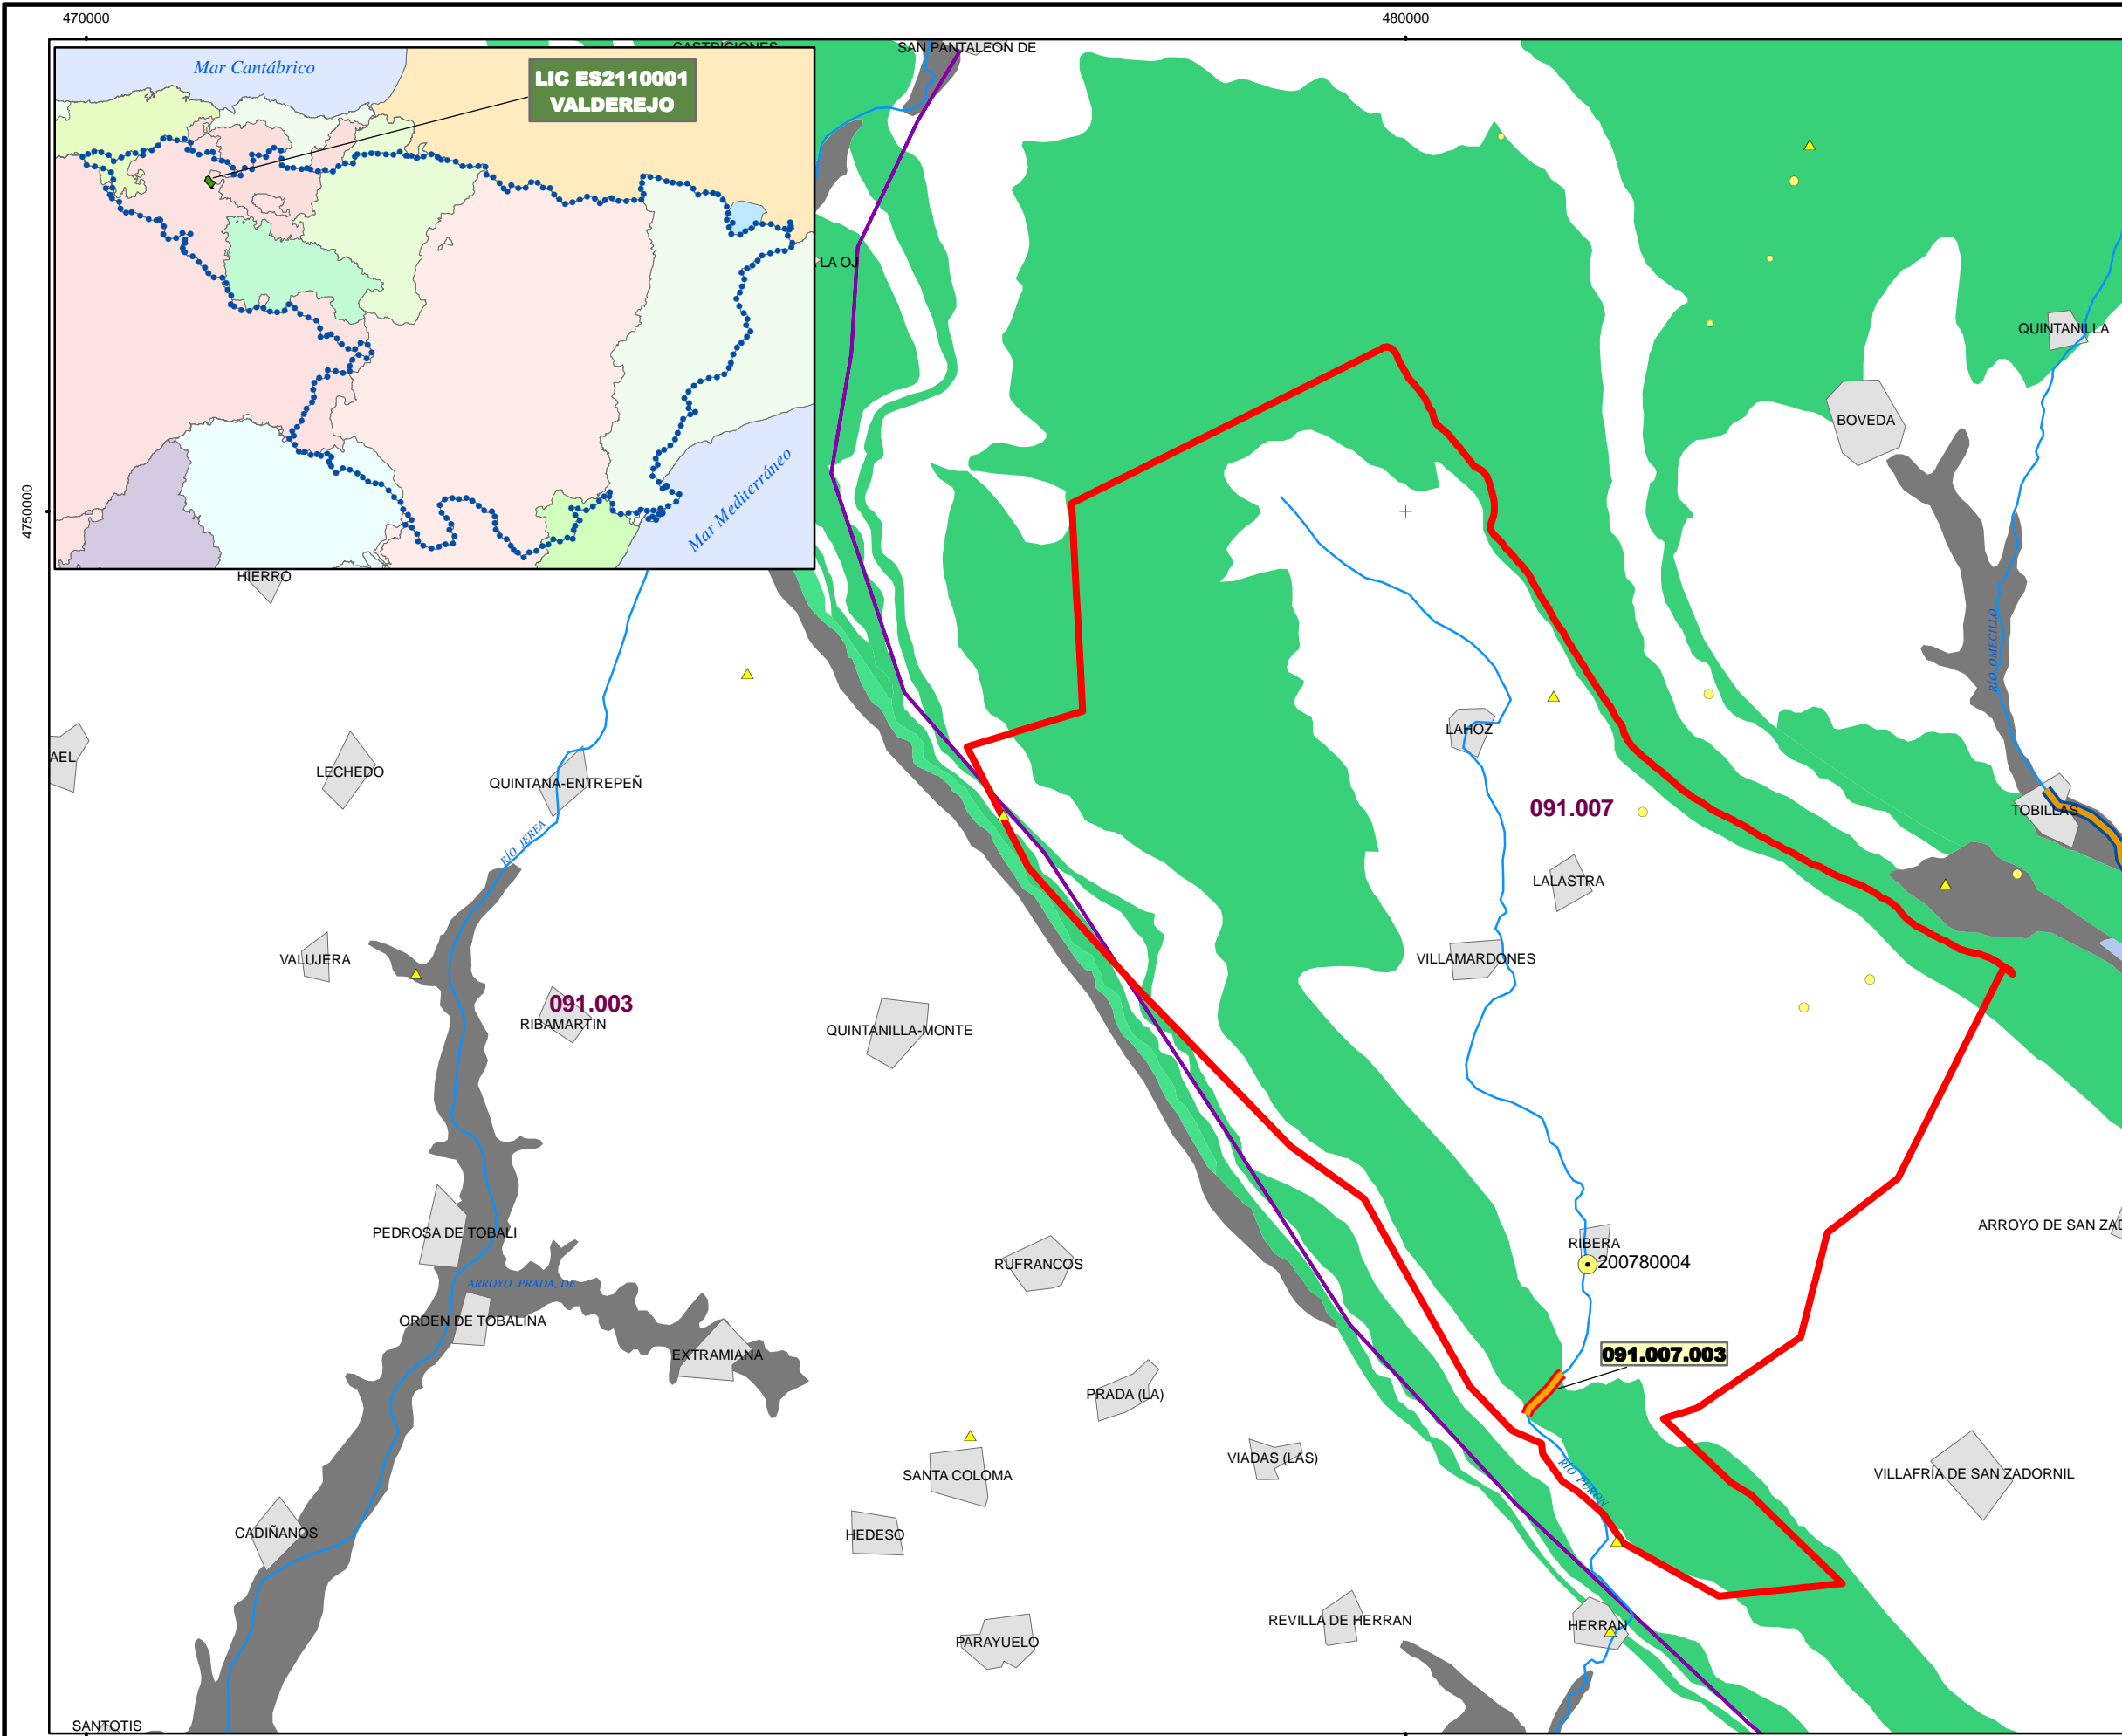 470000
480000
CASTRICIONES
SAN PANTALEON DE
Mar Cantábrico
LIC ES2110001
VALDEREJO
LA OJ
QUINTANILLA
BOVEDA
4750000
Mar Mediterráneo
HIERRO
RÍO OMECILLO
AEL
LECHEDO
QUINTANA-ENTREPEÑ
LAHOZ
091.007
TOBILLAS
RÍO JEREA
LALASTRA
VALUJERA
VILLAMARDONES
091.003
RIBAMARTIN
QUINTANILLA-MONTE
PEDROSA DE TOBALI
ARROYO DE SAN ZAD
RIBERA
200780004
RUFRANCOS
ARROYO PRADA, DE
ORDEN DE TOBALINA
EXTRAMIANA
091.007.003
PRADA (LA)
VIADAS (LAS)
SANTA COLOMA
RÍO PURON
VILLAFRÍA DE SAN ZADORNIL
CADIÑANOS
HEDESO
REVILLA DE HERRAN
HERRAN
PARAYUELO
SANTOTIS